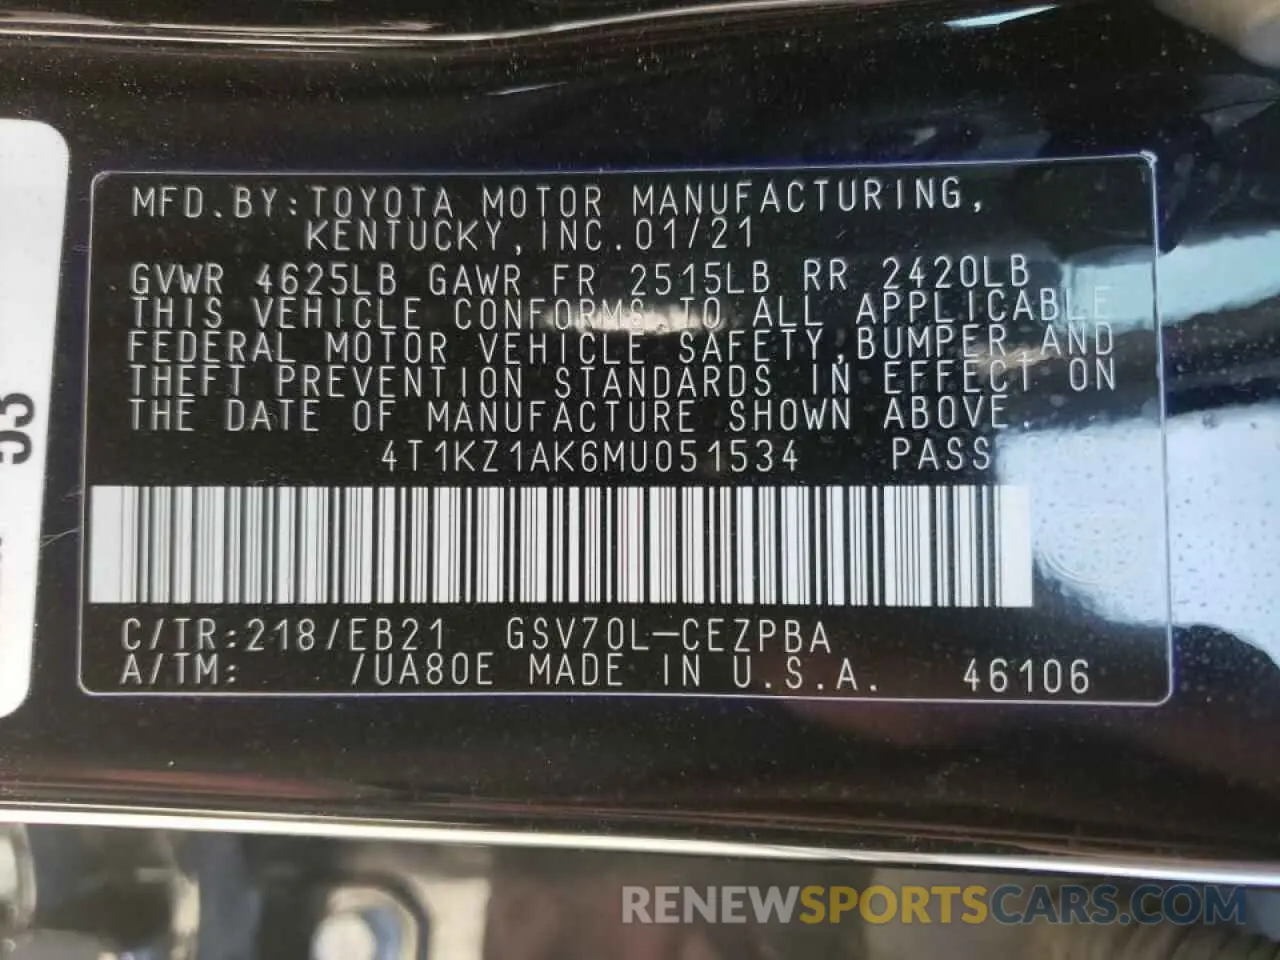 MFD.BY:TOYOTA MOTOR MANUFACTURING,
KENTUCKY,INC.01/21
GVWR 4625LB GAWR FR 2515LB RR 2420LB
THIS VEHICLE CONFORMS TO ALL APPLICABLE
FEDERAL MOTOR VEHICLE SAFETY,BUMPER,AND
THEFT PREVENTION STANDARDS IN EFFECT ON
THE DATE OF MANUFACTURE SHOWN ABOVE.
4T1KZ1AK6MU051534 PASS
C/TR:218/EB21 GSV70L-CEZPBA
A/TM: /UA80E MADE IN U.S.A. 46106
53
RENEWSPORTSCARS.COM